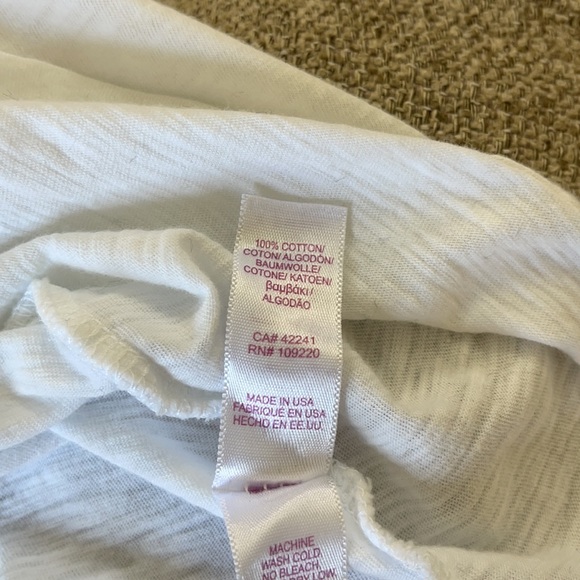 100% COTTON/
COTON/ ALGODÓN/
BAUMWOLLE/
COTONE/ KATOEN/
βαμβάκι /
ALGODÃO
CA# 42241
RN# 109220
MADE IN USA
FABRIQUÉ EN USA
HECHO EN EE.UU.
MACHINE
WASH COLD.
NO BLEACH.
LOW.